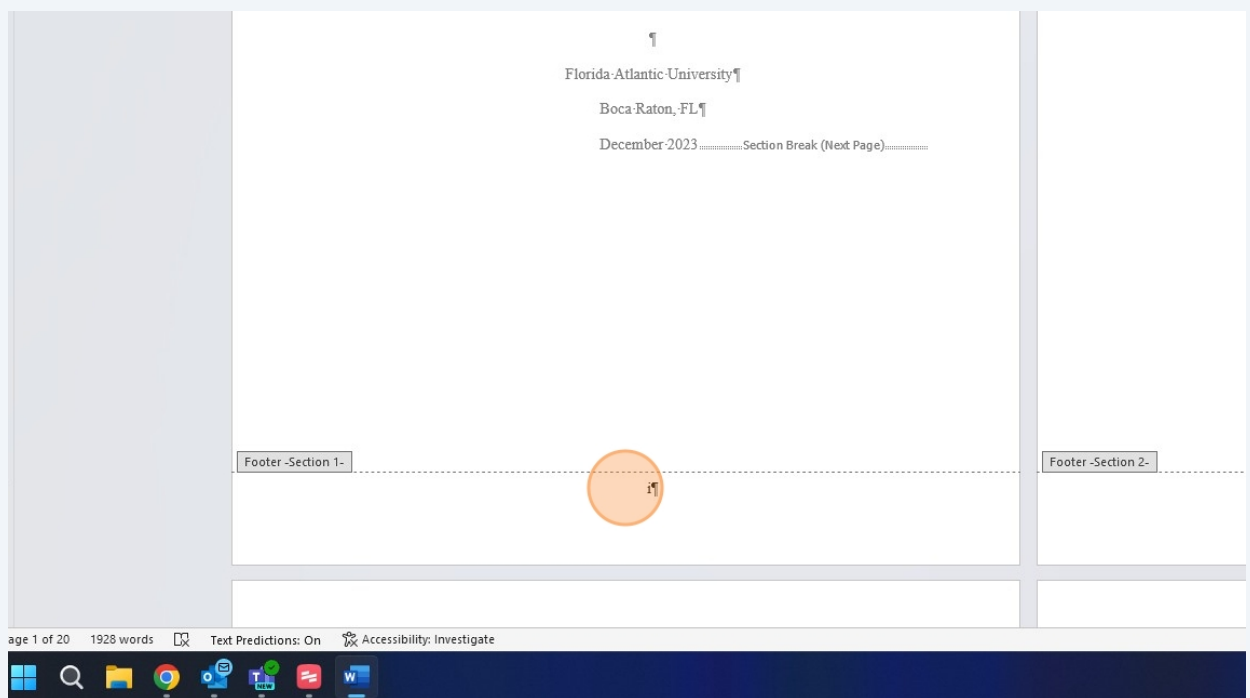 ¶
Florida·Atlantic·University¶
Boca·Raton,·FL¶
December·2023 Section Break (Next Page)
Footer -Section 1-
Footer -Section 2-
i¶
age 1 of 20 1928 words Text Predictions: On Accessibility: Investigate
T
NEW
W